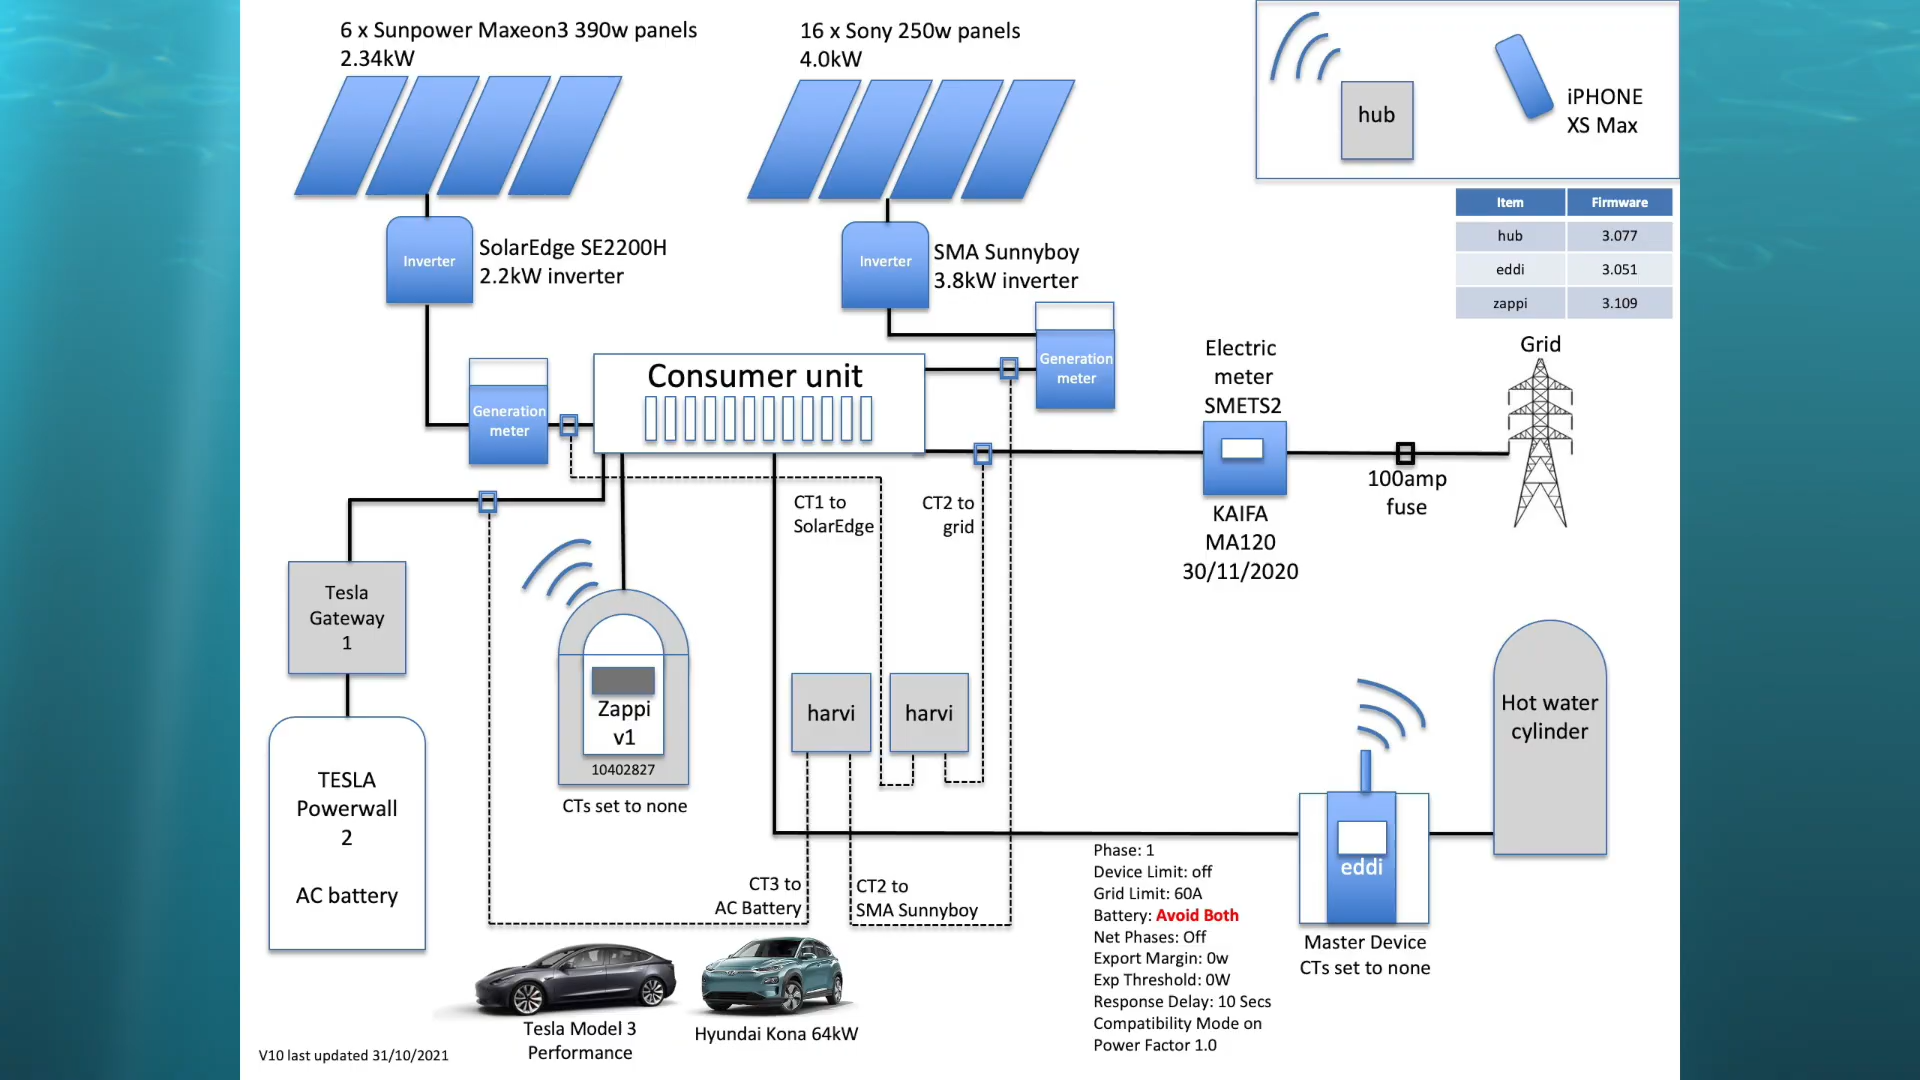 6 x Sunpower Maxeon3 390w panels
2.34kW
16 x Sony 250w panels
4.0kW
hub
iPHONE
XS Max
Item Firmware
hub 3.077
eddi 3.051
zappi 3.109
Inverter
SolarEdge SE2200H
2.2kW inverter
Inverter
SMA Sunnyboy
3.8kW inverter
Generation
meter
Consumer unit
Generation
meter
Electric
meter
SMETS2
KAIFA
MA120
30/11/2020
Grid
100amp
fuse
CT1 to
SolarEdge
CT2 to
grid
Tesla
Gateway
1
TESLA
Powerwall
2
AC battery
Zappi
v1
10402827
CTs set to none
harvi
harvi
Hot water
cylinder
eddi
Master Device
CTs set to none
CT3 to
AC Battery
CT2 to
SMA Sunnyboy
Phase: 1
Device Limit: off
Grid Limit: 60A
Battery: Avoid Both
Net Phases: Off
Export Margin: 0w
Exp Threshold: 0W
Response Delay: 10 Secs
Compatibility Mode on
Power Factor 1.0
Tesla Model 3
Performance
Hyundai Kona 64kW
V10 last updated 31/10/2021